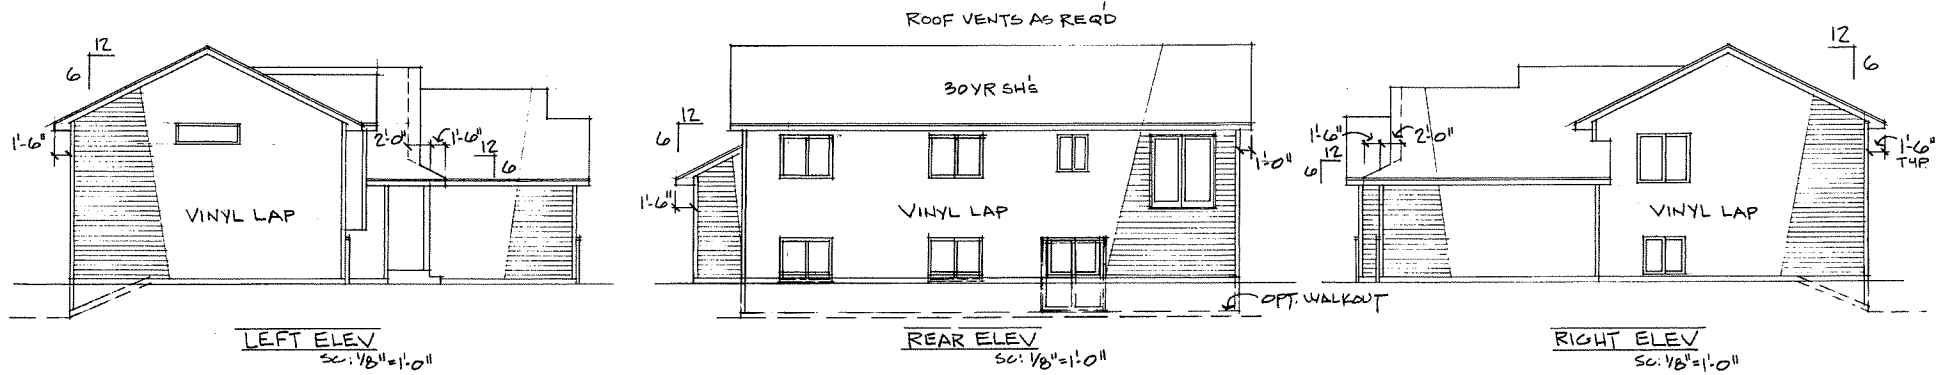 12
6
1'-6"
2'-0"
1'-6"
12
6
VINYL LAP
LEFT ELEV
SC: 1/8"=1'-0"
ROOF VENTS AS REQ'D
30 YR SH'S
12
6
1'-6"
1'-0"
VINYL LAP
OPT. WALKOUT
REAR ELEV
SC: 1/8"=1'-0"
12
6
1'-6"
2'-0"
12
6
1'-6"
TYP.
VINYL LAP
RIGHT ELEV
SC: 1/8"=1'-0"